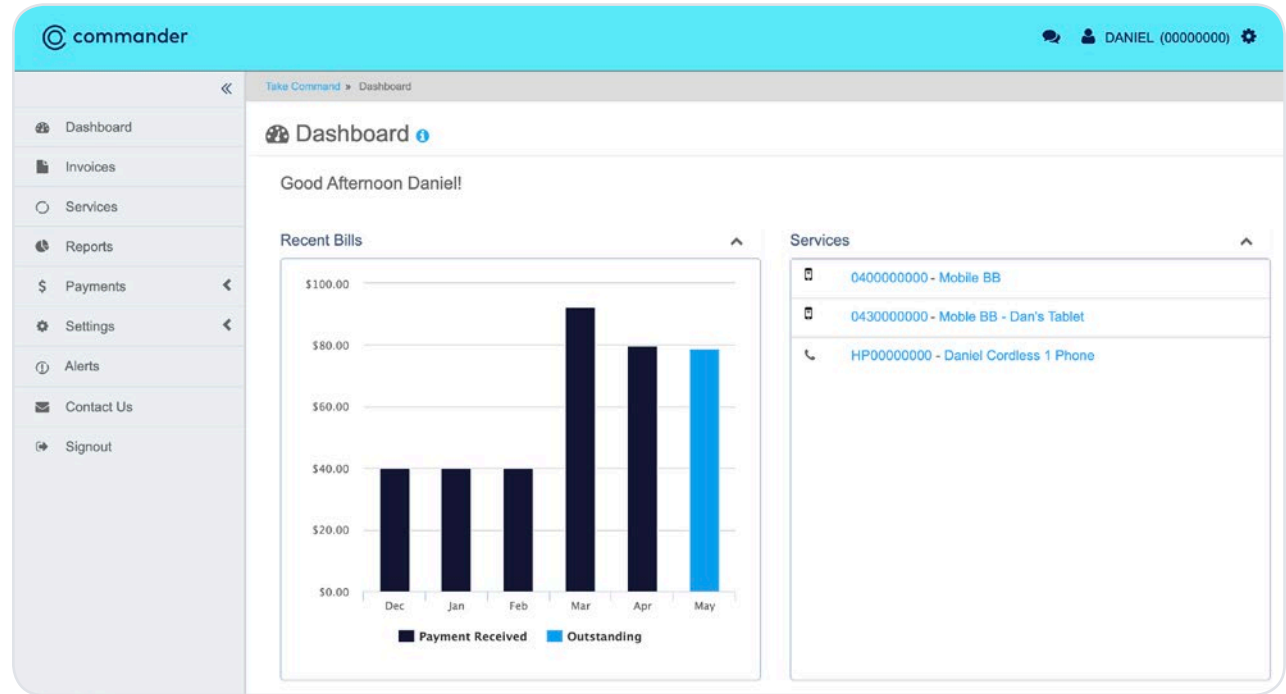 commander
DANIEL (00000000)
Take Command » Dashboard
Dashboard
Invoices
Services
Reports
$ Payments
Settings
Alerts
Contact Us
Signout
Dashboard
Good Afternoon Daniel!
Recent Bills
$100.00
$80.00
$60.00
$40.00
$20.00
$0.00
Dec Jan Feb Mar Apr May
Payment Received Outstanding
Services
0400000000 - Mobile BB
0430000000 - Moble BB - Dan's Tablet
HP00000000 - Daniel Cordless 1 Phone